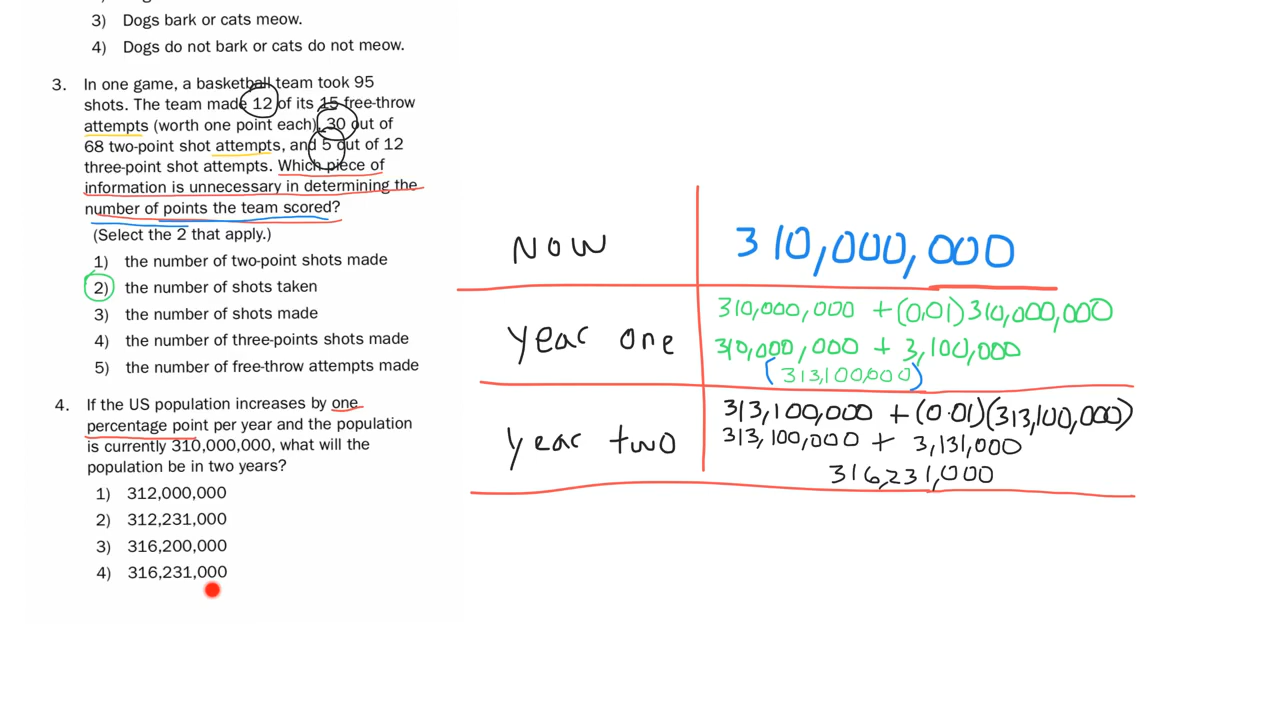 3) Dogs bark or cats meow.
4) Dogs do not bark or cats do not meow.
3. In one game, a basketball team took 95
shots. The team made 12 of its 15 free-throw
attempts (worth one point each), 30 out of
68 two-point shot attempts, and 5 out of 12
three-point shot attempts. Which piece of
information is unnecessary in determining the
number of points the team scored?
(Select the 2 that apply.)
1) the number of two-point shots made
2) the number of shots taken
3) the number of shots made
4) the number of three-points shots made
5) the number of free-throw attempts made
4. If the US population increases by one
percentage point per year and the population
is currently 310,000,000, what will the
population be in two years?
1) 312,000,000
2) 312,231,000
3) 316,200,000
4) 316,231,000
NOW
310,000,000
year one
310,000,000 + (0.01)310,000,000
310,000,000 + 3,100,000
(313,100,000)
year two
313,100,000 + (0.01)(313,100,000)
313,100,000 + 3,131,000
316,231,000